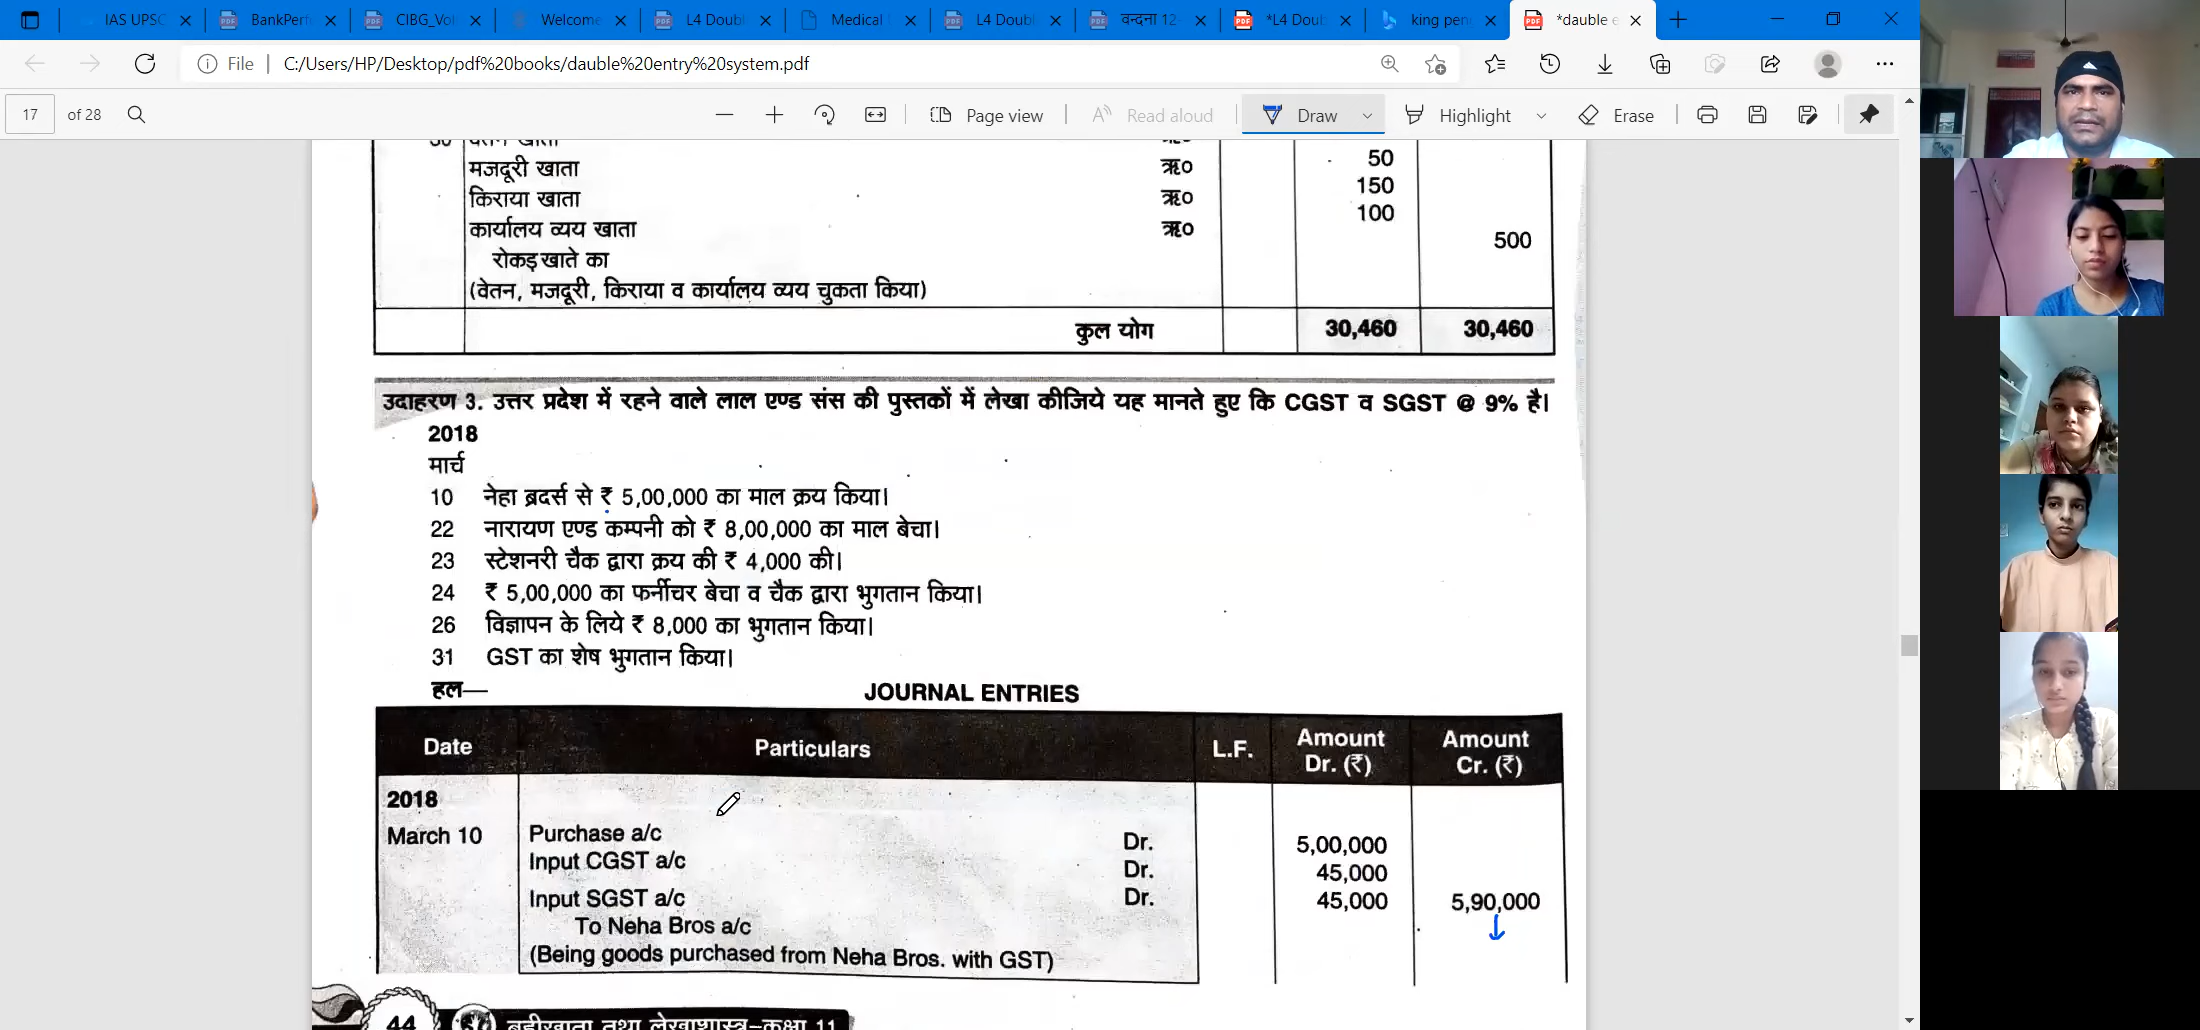 IAS UPSC
BankPerf
CIBG_Vol
Welcome
L4 Doubl
Medical
L4 Doubl
वन्दना 12
*L4 Doub
king pen
*dauble e
File
C:/Users/HP/Desktop/pdf%20books/dauble%20entry%20system.pdf
17 of 28
Page view
Read aloud
Draw
Highlight
Erase
मजदूरी खाता ऋ० 50
किराया खाता ऋ० 150
कार्यालय व्यय खाता ऋ० 100
रोकड़ खाते का 500
(वेतन, मजदूरी, किराया व कार्यालय व्यय चुकता किया)
कुल योग 30,460 30,460
उदाहरण 3. उत्तर प्रदेश में रहने वाले लाल एण्ड संस की पुस्तकों में लेखा कीजिये यह मानते हुए कि CGST व SGST @ 9% है।
2018
मार्च
10 नेहा ब्रदर्स से ₹ 5,00,000 का माल क्रय किया।
22 नारायण एण्ड कम्पनी को ₹ 8,00,000 का माल बेचा।
23 स्टेशनरी चैक द्वारा क्रय की ₹ 4,000 की।
24 ₹ 5,00,000 का फर्नीचर बेचा व चैक द्वारा भुगतान किया।
26 विज्ञापन के लिये ₹ 8,000 का भुगतान किया।
31 GST का शेष भुगतान किया।
हल—
JOURNAL ENTRIES
Date Particulars L.F. Amount Dr. (₹) Amount Cr. (₹)
2018
March 10 Purchase a/c Dr. 5,00,000
Input CGST a/c Dr. 45,000
Input SGST a/c Dr. 45,000 5,90,000
To Neha Bros a/c
(Being goods purchased from Neha Bros. with GST)
44 बहीखाता तथा लेखाशास्त्र–कक्षा 11